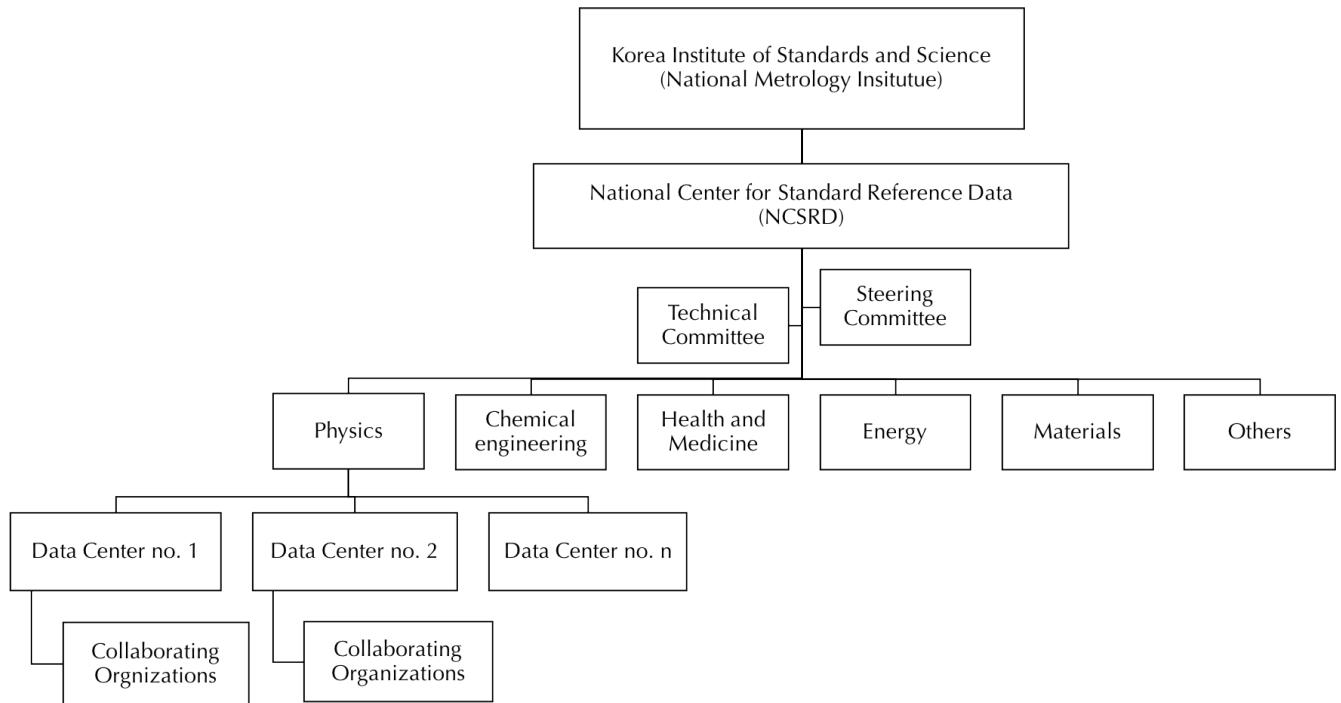 Korea Institute of Standards and Science
(National Metrology Insitutue)
National Center for Standard Reference Data
(NCSRD)
Technical
Committee
Steering
Committee
Physics
Chemical
engineering
Health and
Medicine
Energy
Materials
Others
Data Center no. 1
Data Center no. 2
Data Center no. n
Collaborating
Orgnizations
Collaborating
Organizations